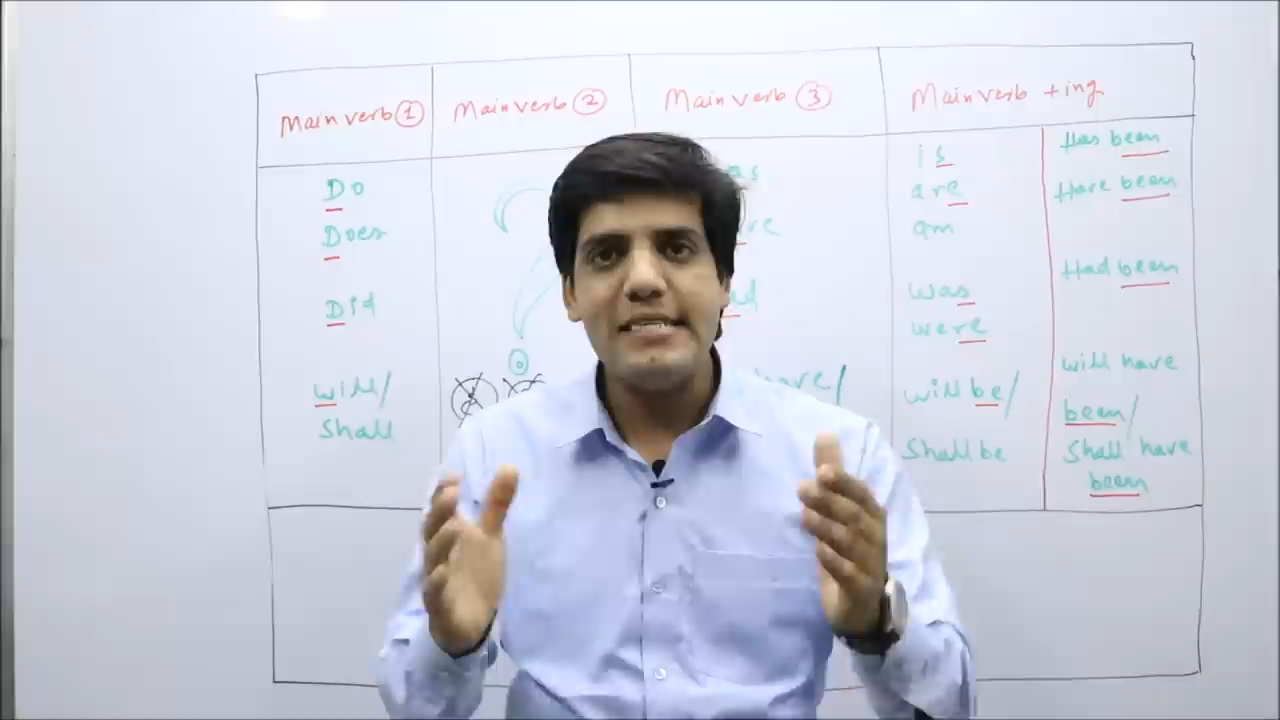 Main verb 1
Main verb 2
Main verb 3
Main verb +ing
Do
Does
Did
will/
Shall
is
are
am
was
were
will be/
Shall be
Has been
Have been
Had been
will have
been/
Shall have
been